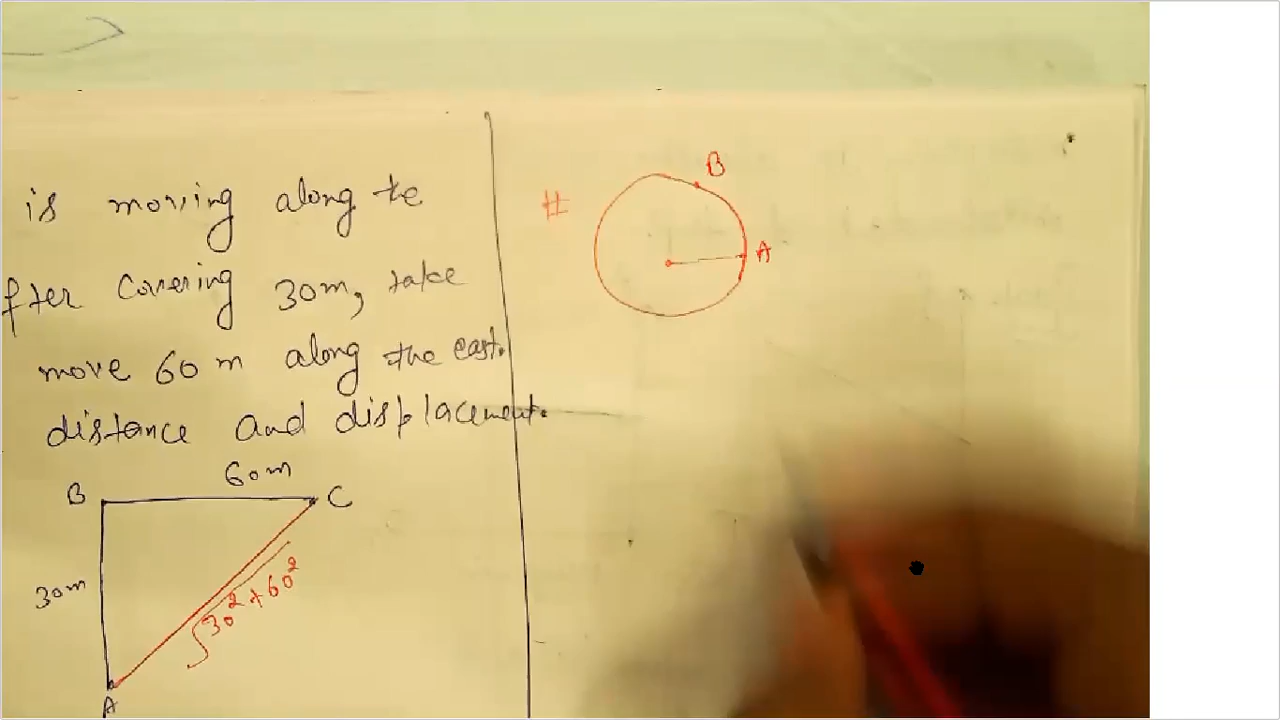 is moving along the
fter covering 30m, take
move 60 m along the east.
distance and displacement.
60m
B
C
30m
√30²+60²
A
#
B
A